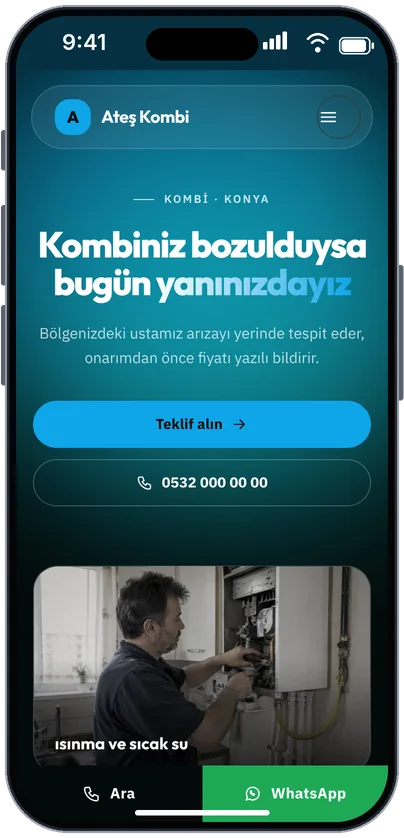 9:41
A Ateş Kombi
KOMBİ · KONYA
Kombiniz bozulduysa
bugün yanınızdayız
Bölgenizdeki ustamız arızayı yerinde tespit eder,
onarımdan önce fiyatı yazılı bildirir.
Teklif alın →
0532 000 00 00
ısınma ve sıcak su
Ara
WhatsApp